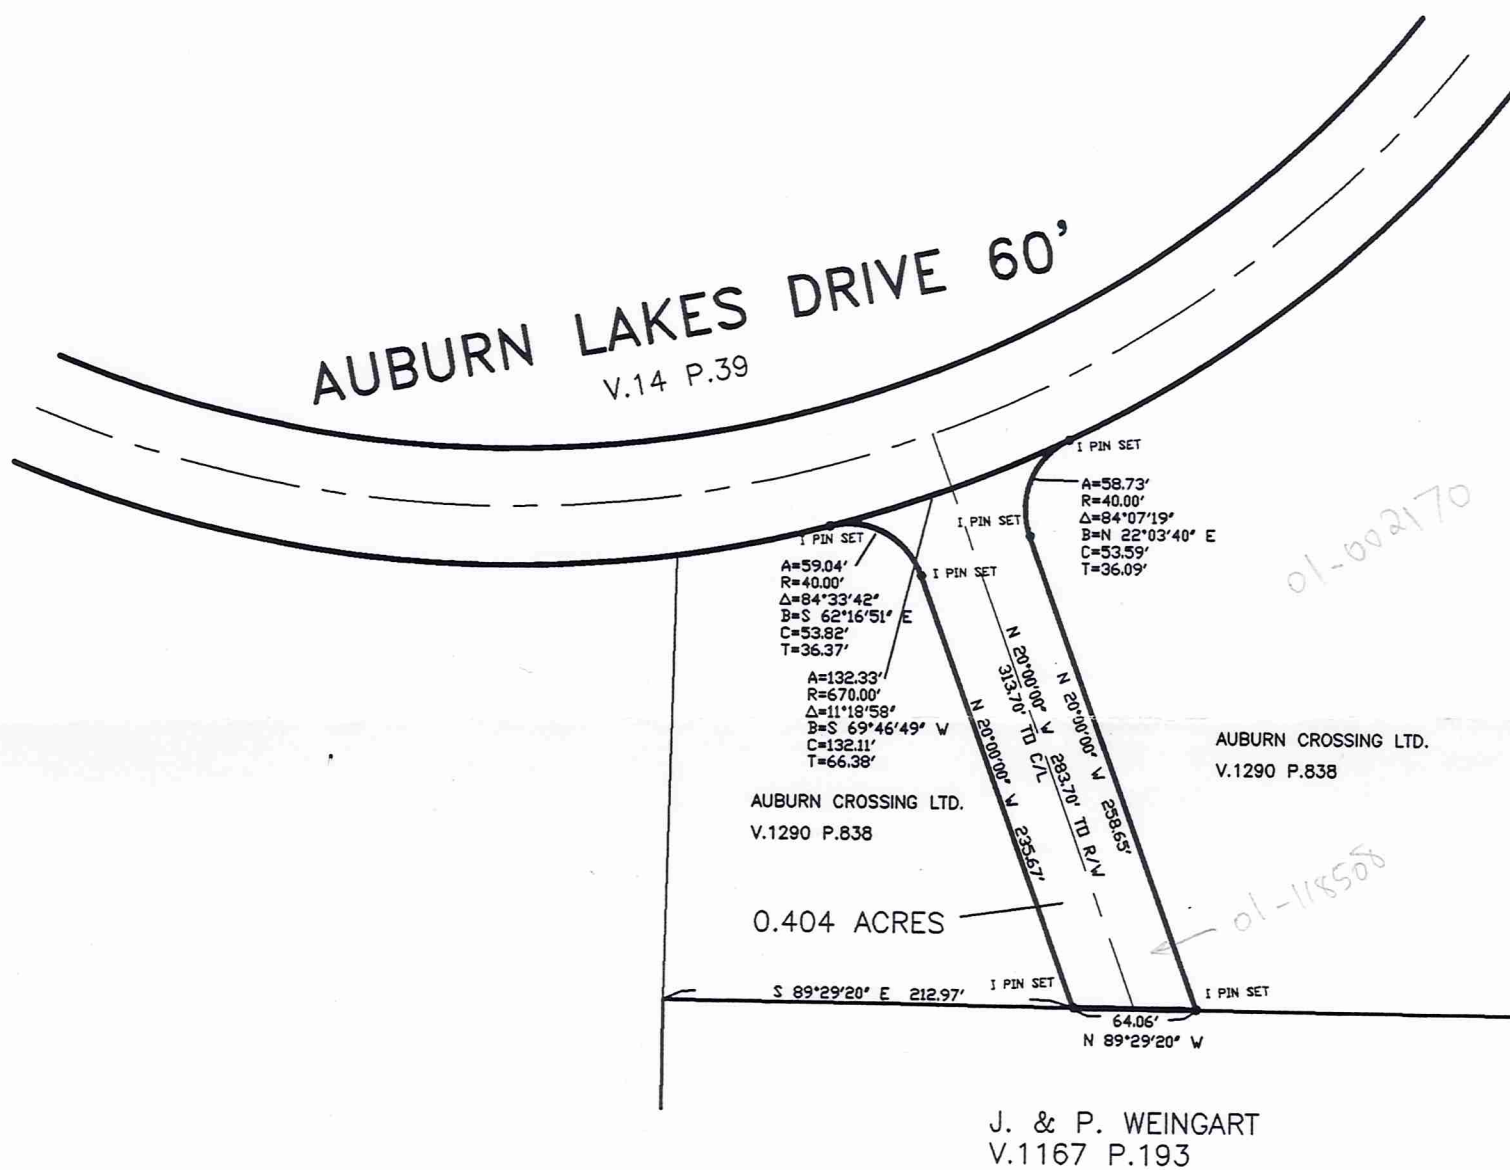 AUBURN LAKES DRIVE 60'
V.14 P.39
I PIN SET
A=58.73'
R=40.00'
Δ=84°07'19"
B=N 22°03'40" E
C=53.59'
T=36.09'
I PIN SET
I PIN SET
A=59.04'
R=40.00'
Δ=84°33'42"
B=S 62°16'51" E
C=53.82'
T=36.37'
I PIN SET
01-002170
A=132.33'
R=670.00'
Δ=11°18'58"
B=S 69°46'49" W
C=132.11'
T=66.38'
N 20°00'00" W 235.67'
N 20°00'00" W 283.70' TO R/W
313.70' TO C/L
N 20°00'00" W 258.65'
AUBURN CROSSING LTD.
V.1290 P.838
AUBURN CROSSING LTD.
V.1290 P.838
0.404 ACRES
01-118508
S 89°29'20" E 212.97'
I PIN SET
I PIN SET
64.06'
N 89°29'20" W
J. & P. WEINGART
V.1167 P.193